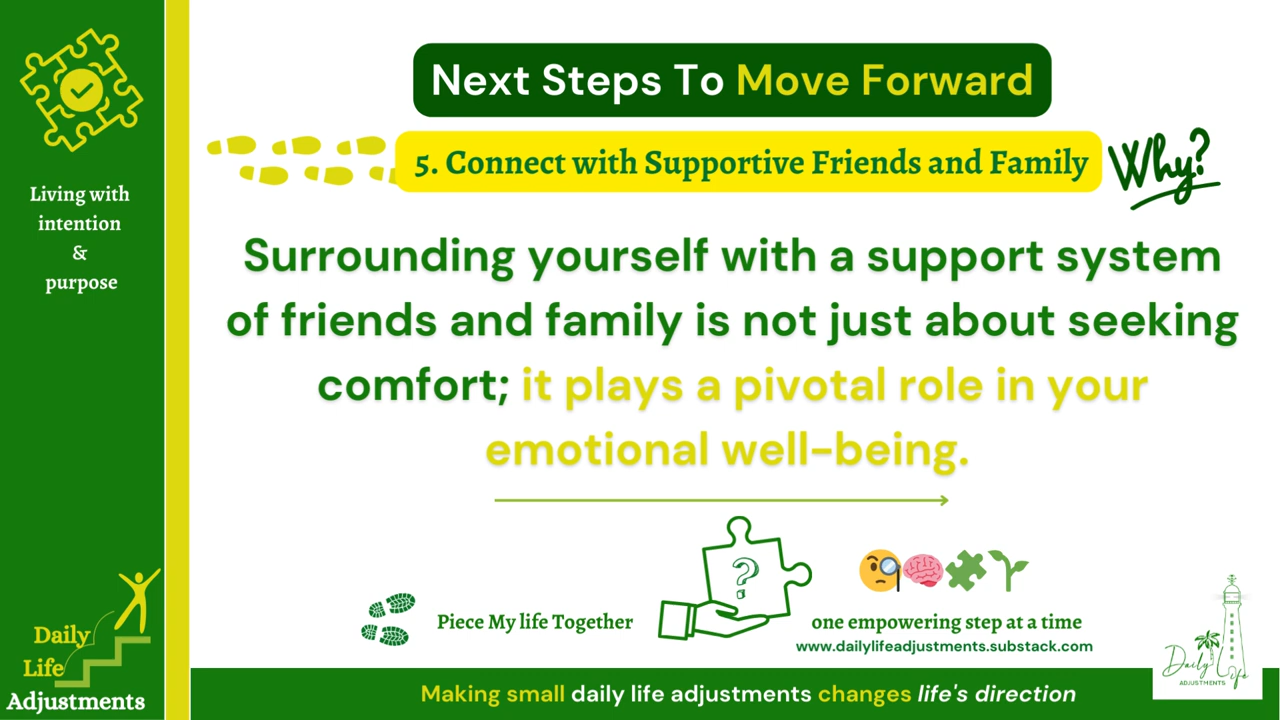 Next Steps To Move Forward
5. Connect with Supportive Friends and Family
Why?
Living with
intention
&
purpose
Surrounding yourself with a support system
of friends and family is not just about seeking
comfort; it plays a pivotal role in your
emotional well-being.
?
Piece My life Together
one empowering step at a time
www.dailylifeadjustments.substack.com
Daily
Life
Adjustments
Making small daily life adjustments changes life's direction
Daily Life
ADJUSTMENTS